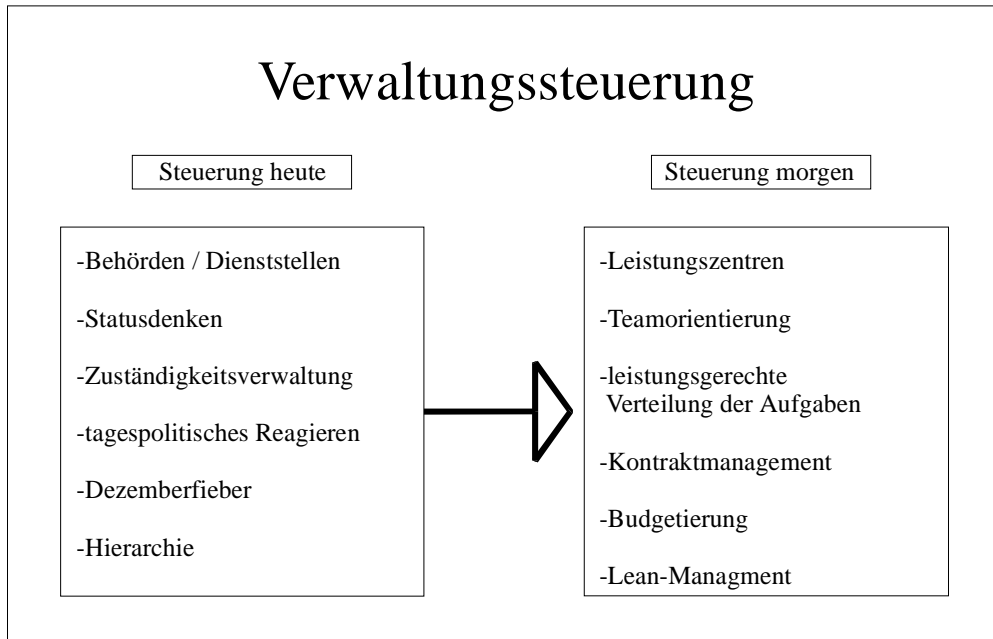 Verwaltungssteuerung
Steuerung heute
-Behörden / Dienststellen
-Statusdenken
-Zuständigkeitsverwaltung
-tagespolitisches Reagieren
-Dezemberfieber
-Hierarchie
Steuerung morgen
-Leistungszentren
-Teamorientierung
-leistungsgerechte
Verteilung der Aufgaben
-Kontraktmanagement
-Budgetierung
-Lean-Managment